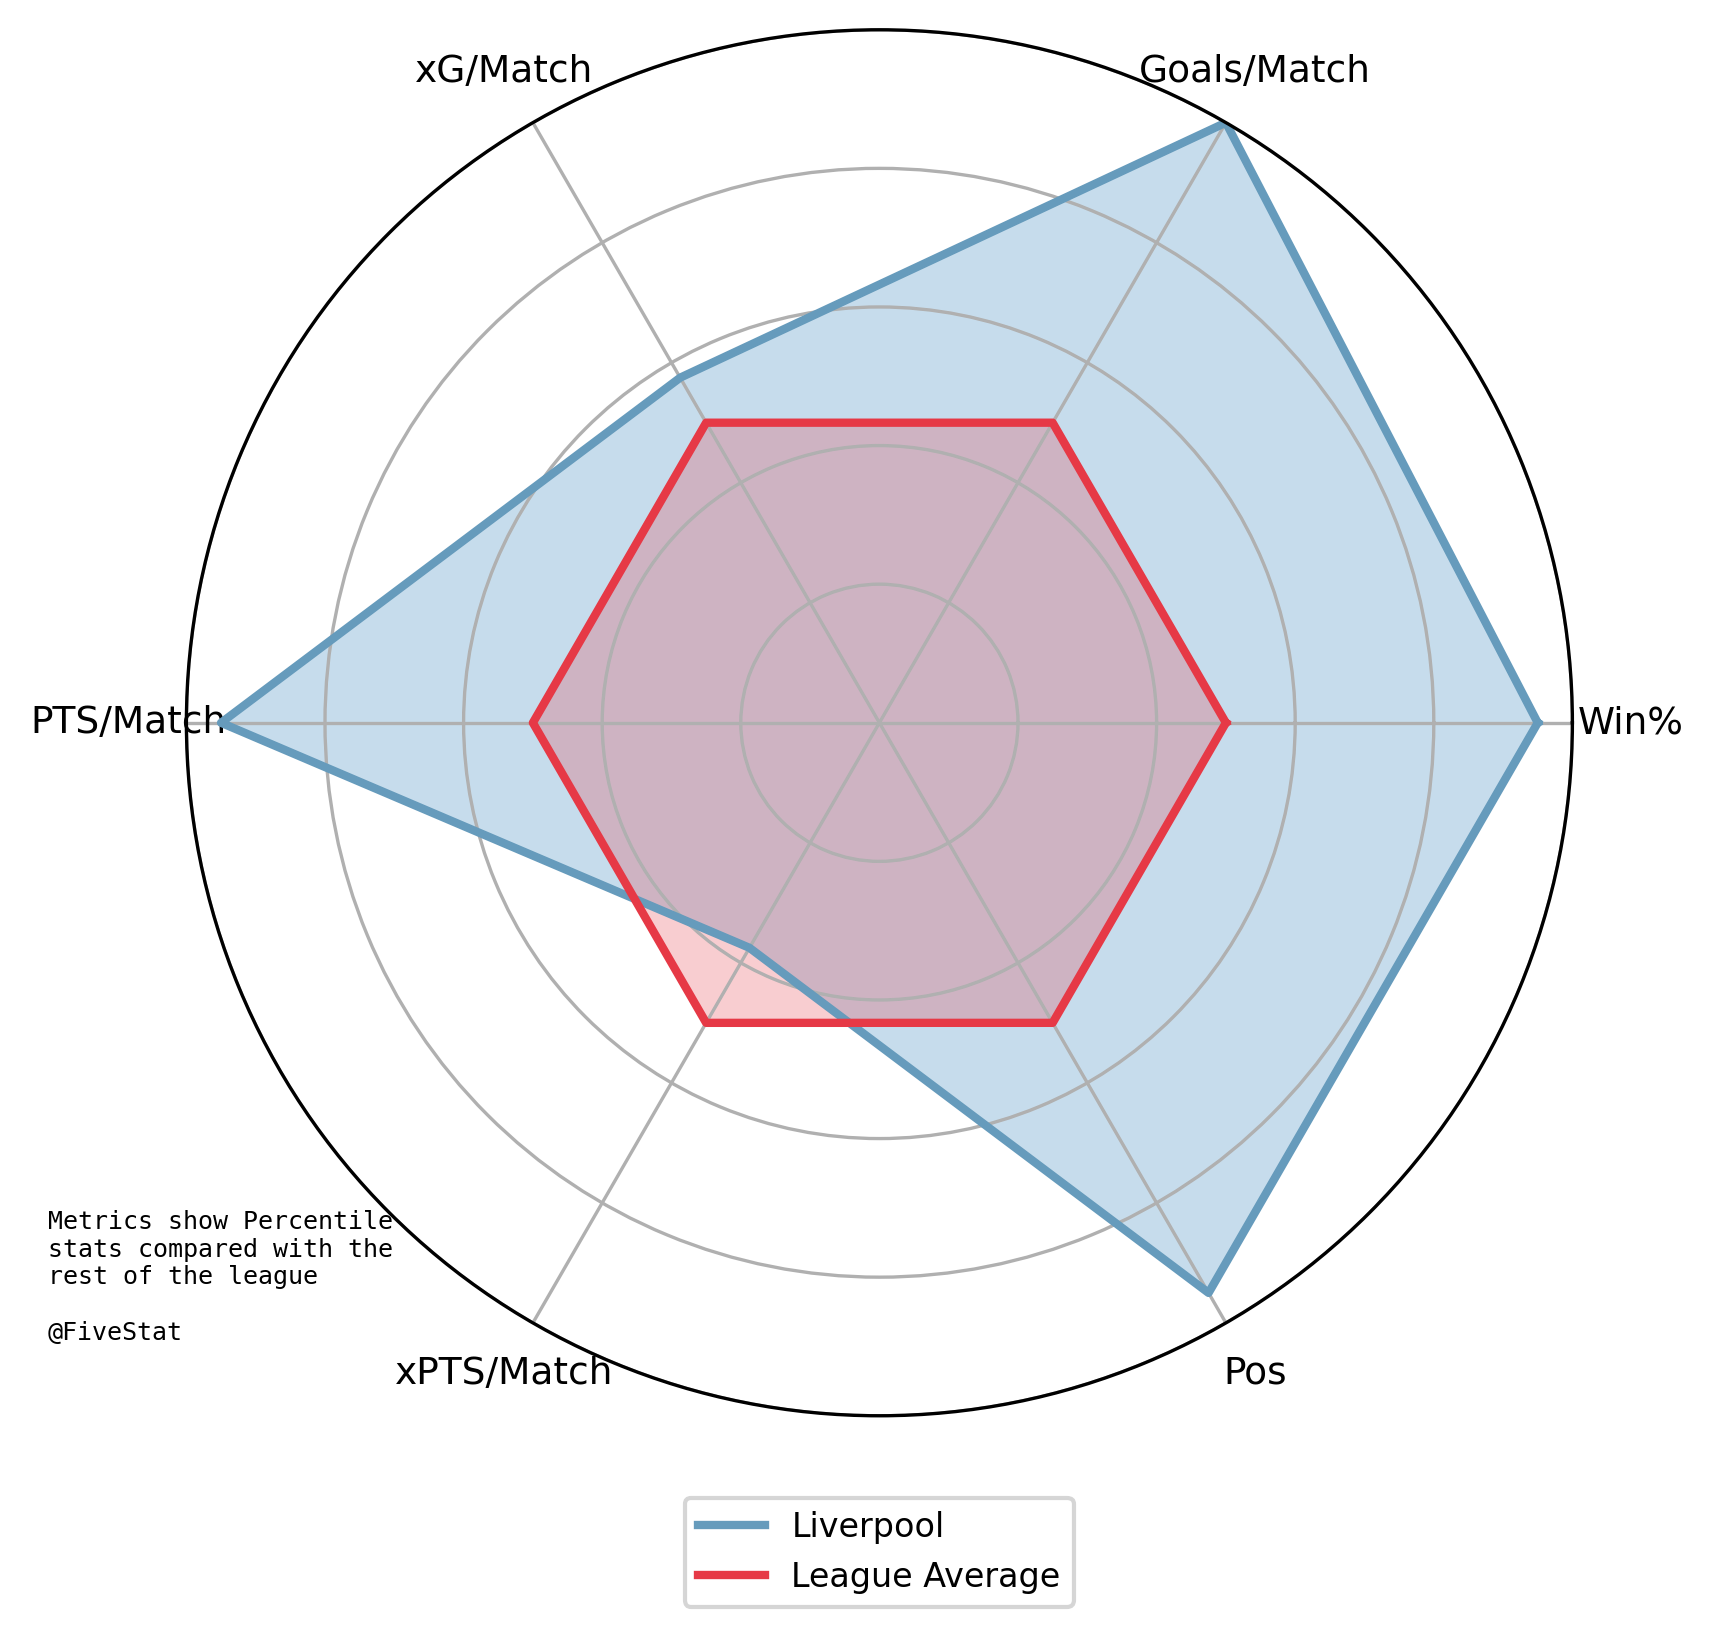 xG/Match
Goals/Match
PTS/Match
Win%
Metrics show Percentile
stats compared with the
rest of the league
@FiveStat
xPTS/Match
Pos
Liverpool
League Average